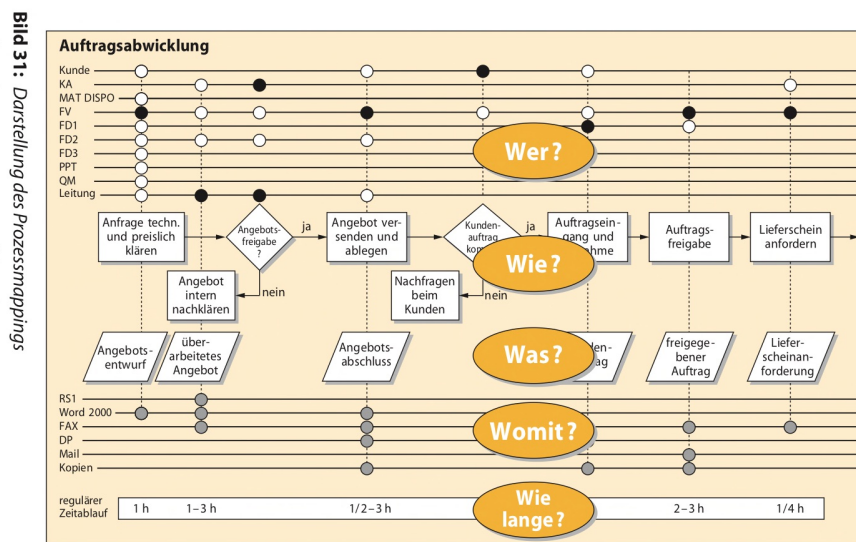 Bild 31: Darstellung des Prozessmappings
Auftragsabwicklung
Kunde
KA
MAT DISPO
FV
FD1
FD2
FD3
PPT
QM
Leitung
Wer?
Anfrage techn.
und preislich
klären
Angebots-
freigabe
?
ja
nein
Angebot
intern
nachklären
Angebot ver-
senden und
ablegen
Kunden-
auftrag
ja
nein
Nachfragen
beim
Kunden
Auftragsein-
gang und
Auftrags-
freigabe
Lieferschein
anfordern
Wie?
Angebots-
entwurf
über-
arbeitetes
Angebot
Angebots-
abschluss
Was?
freigege-
bener
Auftrag
Liefer-
scheinan-
forderung
RS1
Word 2000
FAX
DP
Mail
Kopien
Womit?
regulärer
Zeitablauf
1 h
1–3 h
1/2–3 h
Wie
lange?
2–3 h
1/4 h